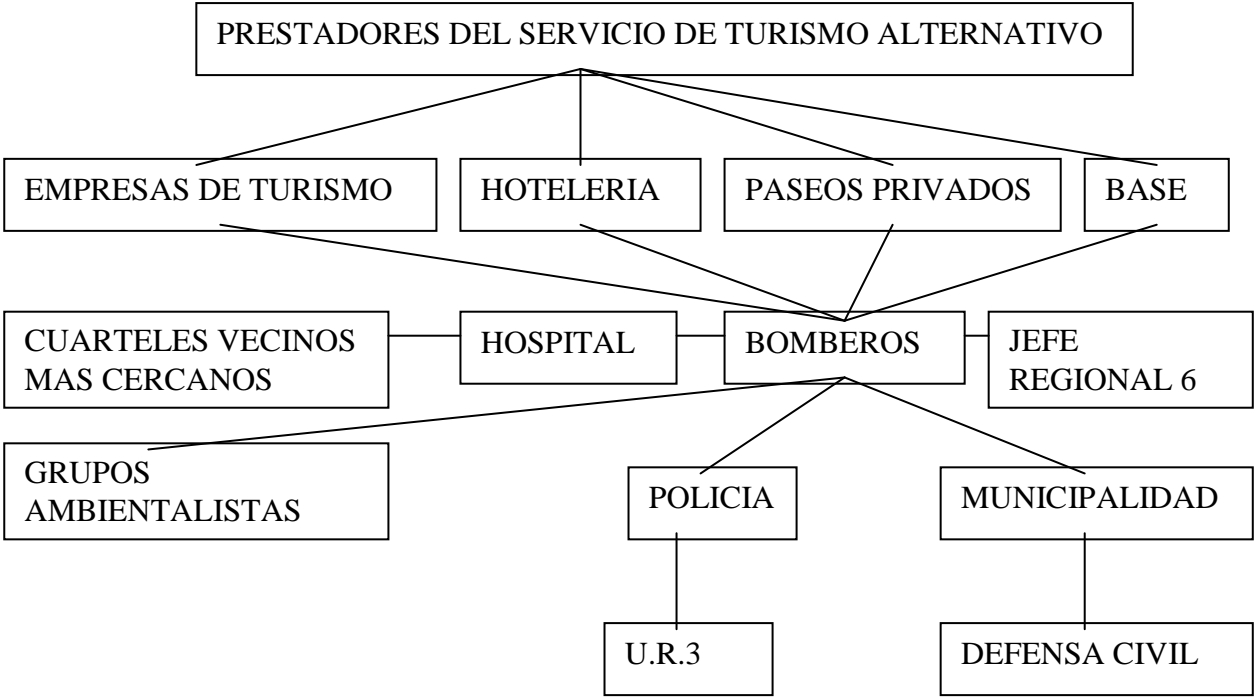 PRESTADORES DEL SERVICIO DE TURISMO ALTERNATIVO
EMPRESAS DE TURISMO
HOTELERIA
PASEOS PRIVADOS
BASE
CUARTELES VECINOS
MAS CERCANOS
HOSPITAL
BOMBEROS
JEFE
REGIONAL 6
GRUPOS
AMBIENTALISTAS
POLICIA
MUNICIPALIDAD
U.R.3
DEFENSA CIVIL